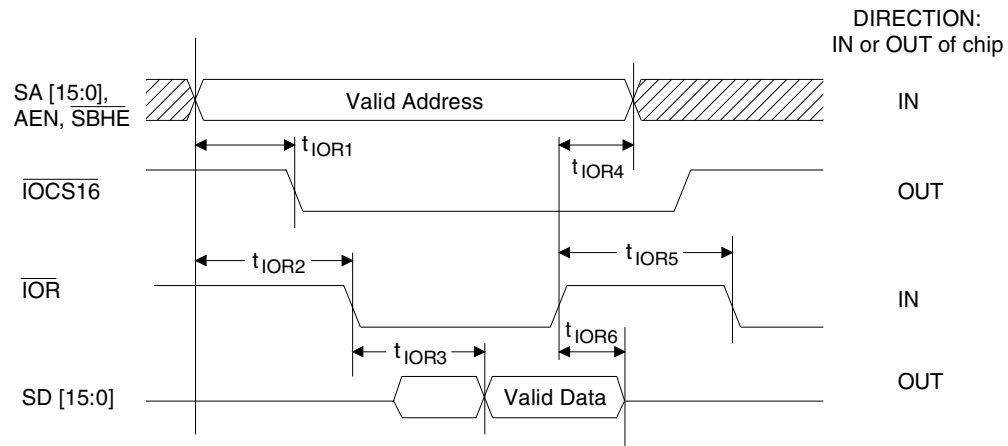 DIRECTION:
IN or OUT of chip
SA [15:0],
AEN, SBHE
Valid Address
IN
tIOR1
tIOR4
IOCS16
OUT
tIOR2
tIOR5
IOR
IN
tIOR3
tIOR6
SD [15:0]
Valid Data
OUT